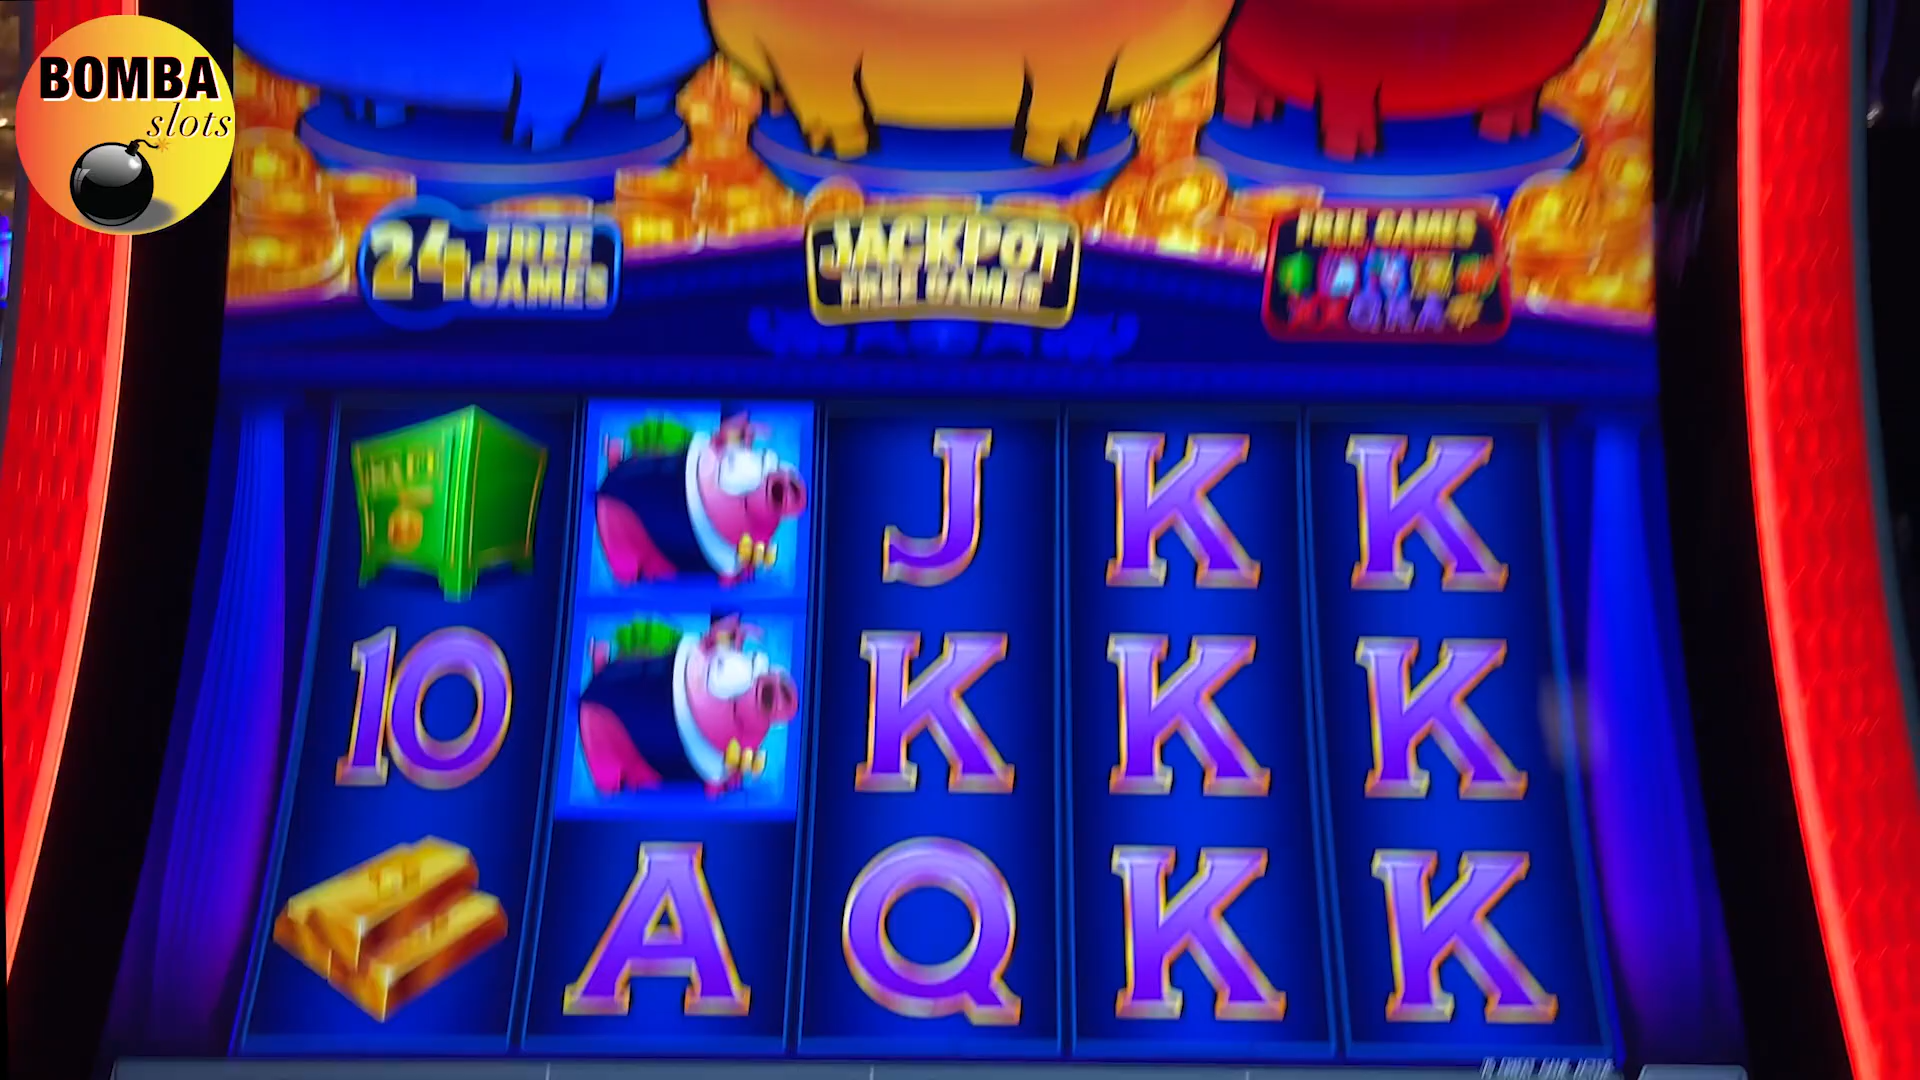 BOMBA
slots
24 FREE
GAMES
JACKPOT
FREE GAMES
FREE GAMES
J K K
10 K K K
A Q K K